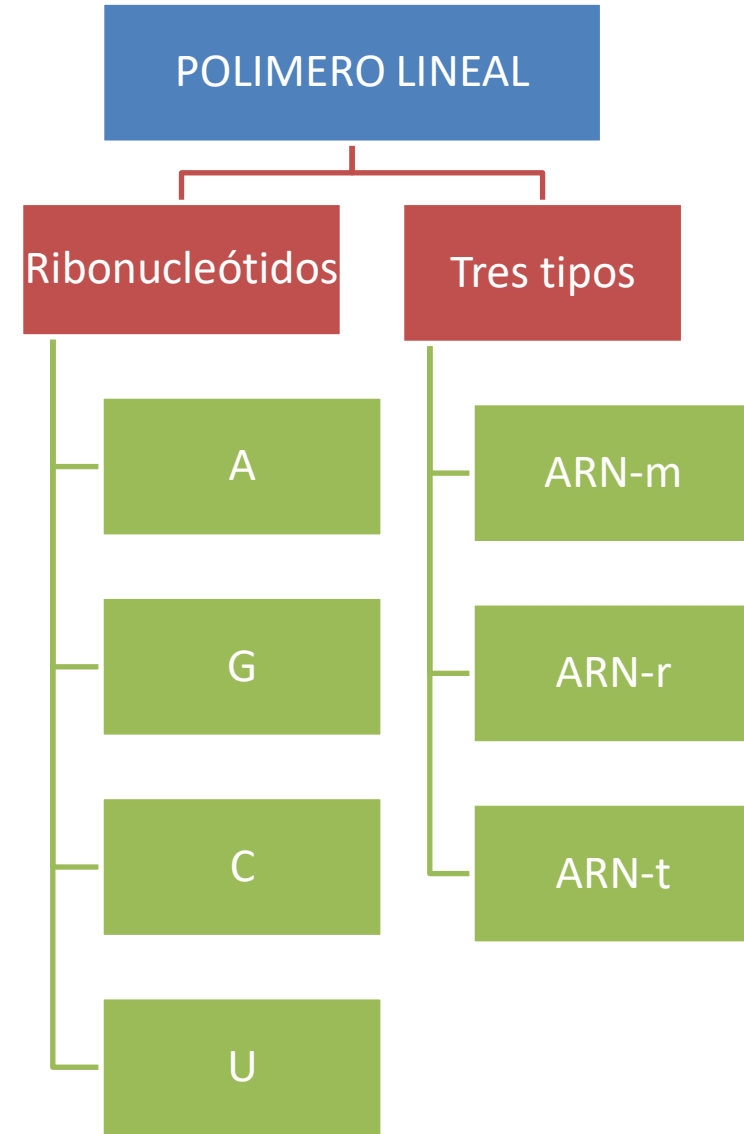 POLIMERO LINEAL
Ribonucleótidos
A
G
C
U
Tres tipos
ARN-m
ARN-r
ARN-t